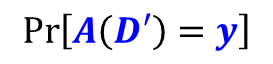 Pr[A(D′) = y]